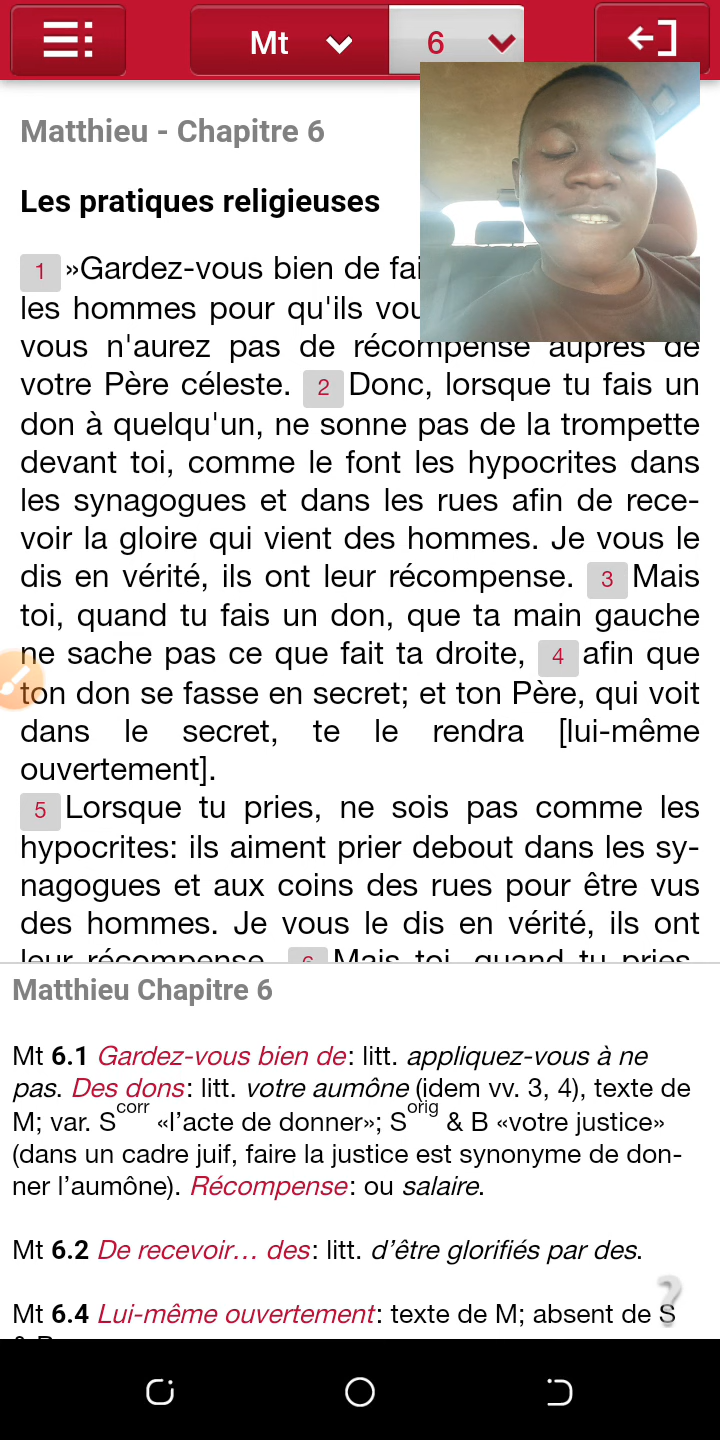 Mt 6
Matthieu - Chapitre 6
Les pratiques religieuses
1 »Gardez-vous bien de
les hommes pour qu'ils
vous n'aurez pas de récompense auprès de
votre Père céleste. 2 Donc, lorsque tu fais un
don à quelqu'un, ne sonne pas de la trompette
devant toi, comme le font les hypocrites dans
les synagogues et dans les rues afin de rece-
voir la gloire qui vient des hommes. Je vous le
dis en vérité, ils ont leur récompense. 3 Mais
toi, quand tu fais un don, que ta main gauche
ne sache pas ce que fait ta droite, 4 afin que
ton don se fasse en secret; et ton Père, qui voit
dans le secret, te le rendra [lui-même
ouvertement].
5 Lorsque tu pries, ne sois pas comme les
hypocrites: ils aiment prier debout dans les sy-
nagogues et aux coins des rues pour être vus
des hommes. Je vous le dis en vérité, ils ont
leur récompense. 6 Mais toi, quand tu pries,
Matthieu Chapitre 6
Mt 6.1 Gardez-vous bien de: litt. appliquez-vous à ne
pas. Des dons: litt. votre aumône (idem vv. 3, 4), texte de
M; var. Scorr «l’acte de donner»; Sorig & B «votre justice»
(dans un cadre juif, faire la justice est synonyme de don-
ner l’aumône). Récompense: ou salaire.
Mt 6.2 De recevoir… des: litt. d’être glorifiés par des.
Mt 6.4 Lui-même ouvertement: texte de M; absent de S
?